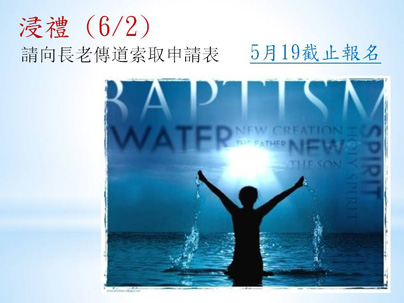 浸禮（6/2）
請向長老傳道索取申請表
5月19截止報名
BAPTISM
WATER
NEW CREATION
THE FATHER
NEW
THE SON
HOLY SPIRIT
SPIRIT